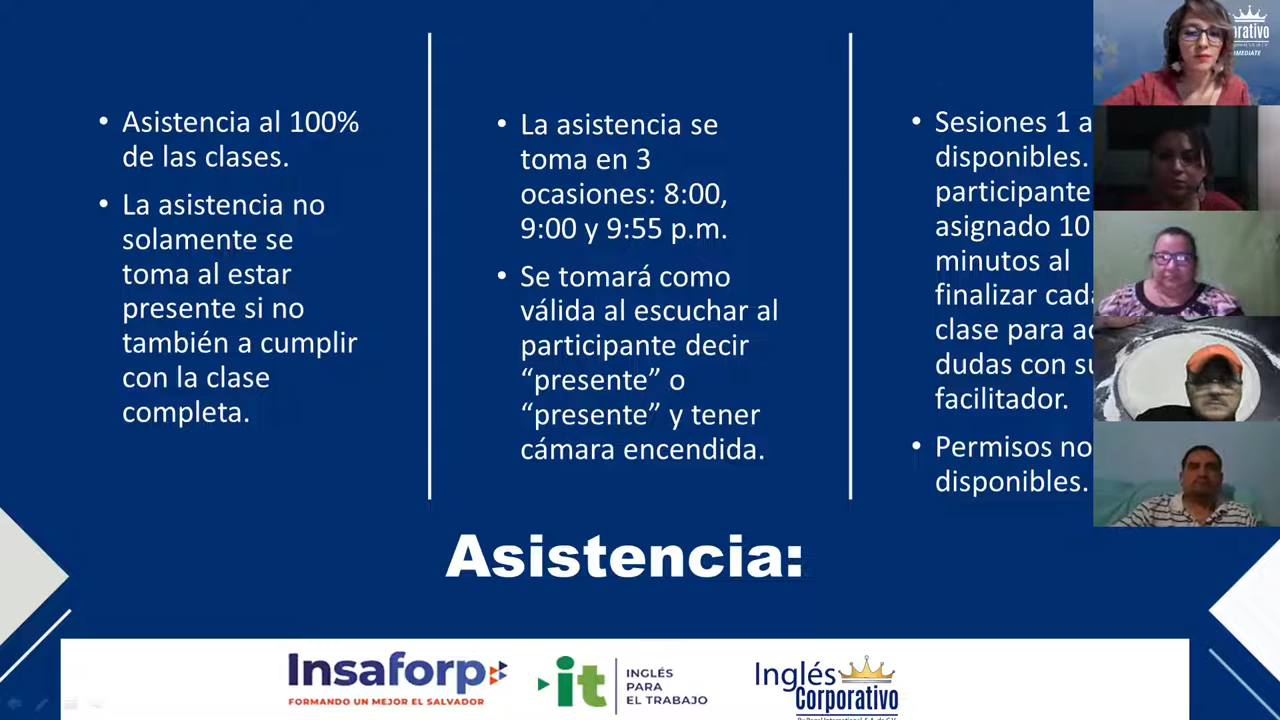 • Asistencia al 100%
de las clases.
• La asistencia no
solamente se
toma al estar
presente si no
también a cumplir
con la clase
completa.
• La asistencia se
toma en 3
ocasiones: 8:00,
9:00 y 9:55 p.m.
• Se tomará como
válida al escuchar al
participante decir
“presente” o
“presente” y tener
cámara encendida.
• Sesiones 1 a
disponibles.
participante
asignado 10
minutos al
finalizar cada
clase para
dudas con su
facilitador.
• Permisos no
disponibles.
Asistencia:
Insaforp
FORMANDO UN MEJOR EL SALVADOR
it
INGLÉS
PARA
EL TRABAJO
Inglés
Corporativo